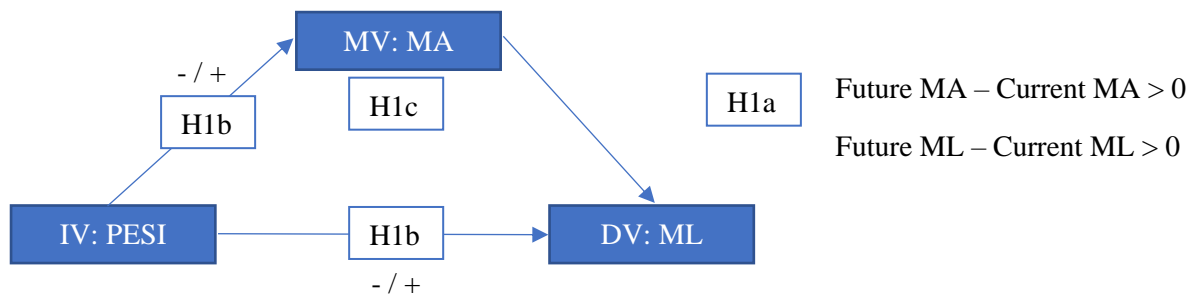 MV: MA
- / +
H1b
H1c
H1a
Future MA – Current MA > 0
Future ML – Current ML > 0
IV: PESI
H1b
DV: ML
- / +